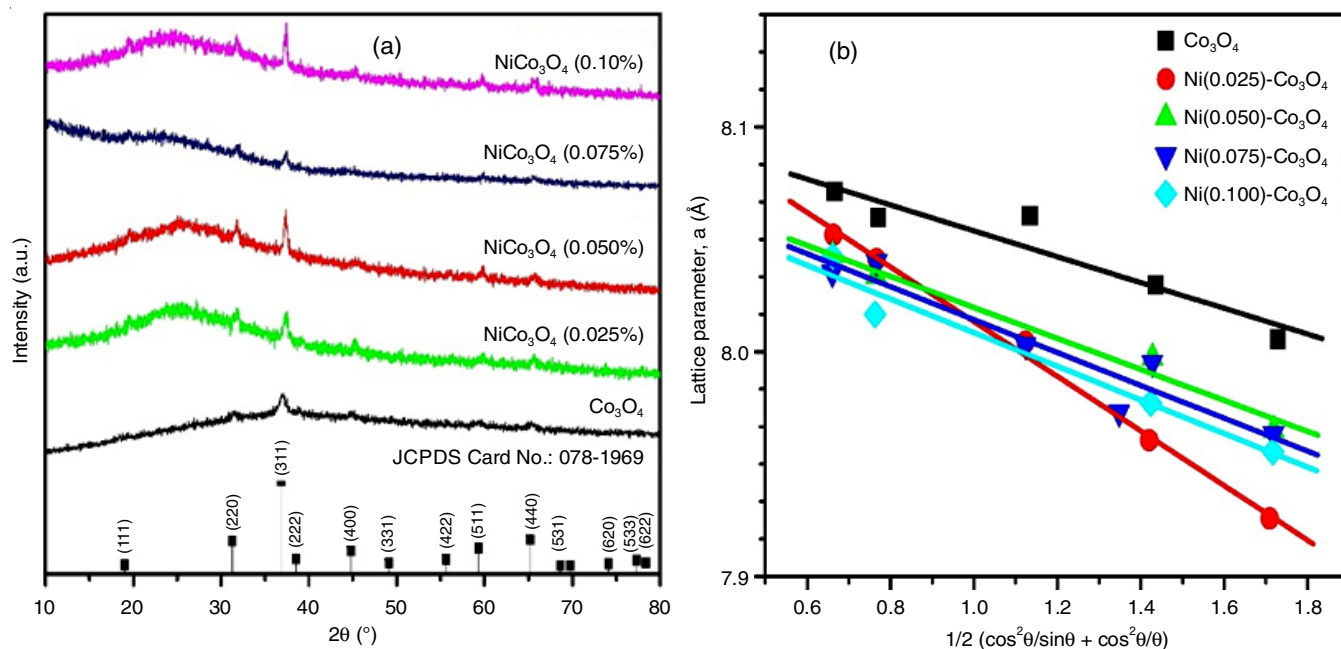 (a)
NiCo₃O₄ (0.10%)
NiCo₃O₄ (0.075%)
NiCo₃O₄ (0.050%)
NiCo₃O₄ (0.025%)
Co₃O₄
JCPDS Card No.: 078-1969
(111)
(220)
(311)
(222)
(400)
(331)
(422)
(511)
(440)
(531)
(620)
(533)
(622)
Intensity (a.u.)
10 20 30 40 50 60 70 80
2θ (°)
(b)
Co₃O₄
Ni(0.025)-Co₃O₄
Ni(0.050)-Co₃O₄
Ni(0.075)-Co₃O₄
Ni(0.100)-Co₃O₄
Lattice parameter, a (Å)
8.1
8.0
7.9
0.6 0.8 1.0 1.2 1.4 1.6 1.8
1/2 (cos²θ/sinθ + cos²θ/θ)